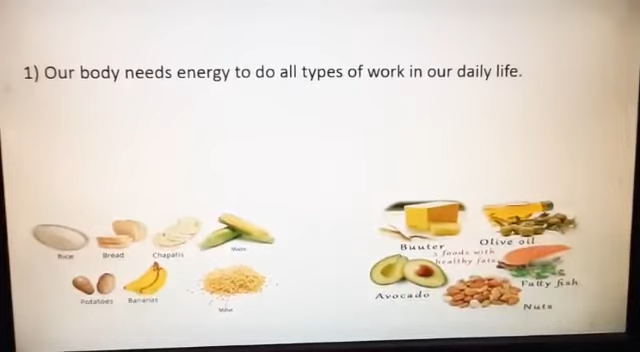 1) Our body needs energy to do all types of work in our daily life.
Rice
Bread
Chapatis
Maize
Potatoes
Bananas
Millet
Buuter
Olive oil
5 foods with
healthy fats
Avocado
Fatty fish
Nuts